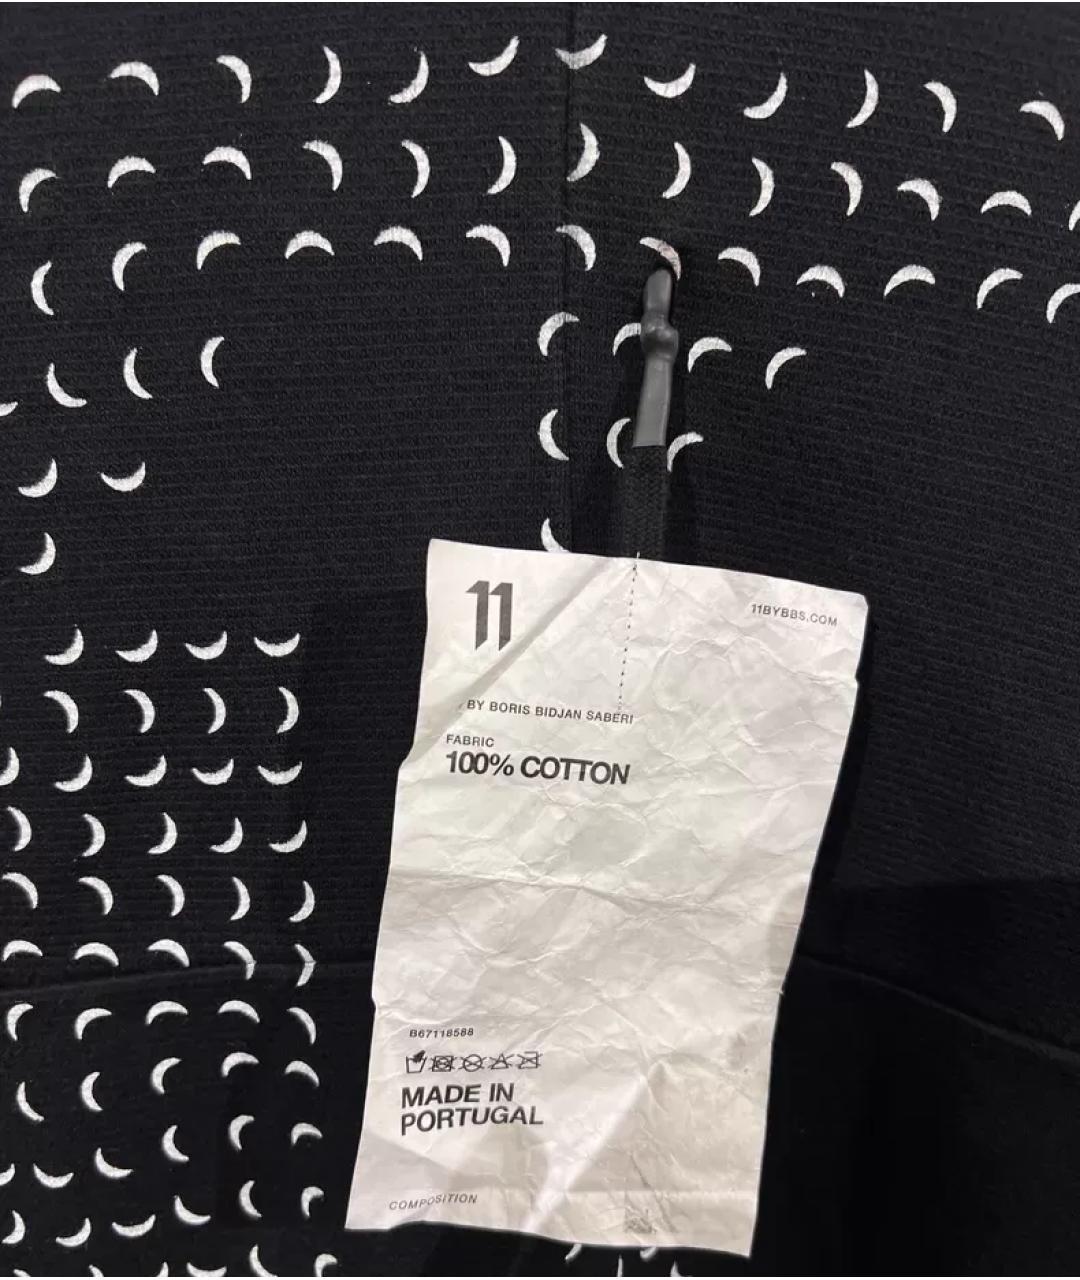 11
11BYBBS.COM
BY BORIS BIDJAN SABERI
FABRIC
100% COTTON
B67118588
MADE IN
PORTUGAL
COMPOSITION